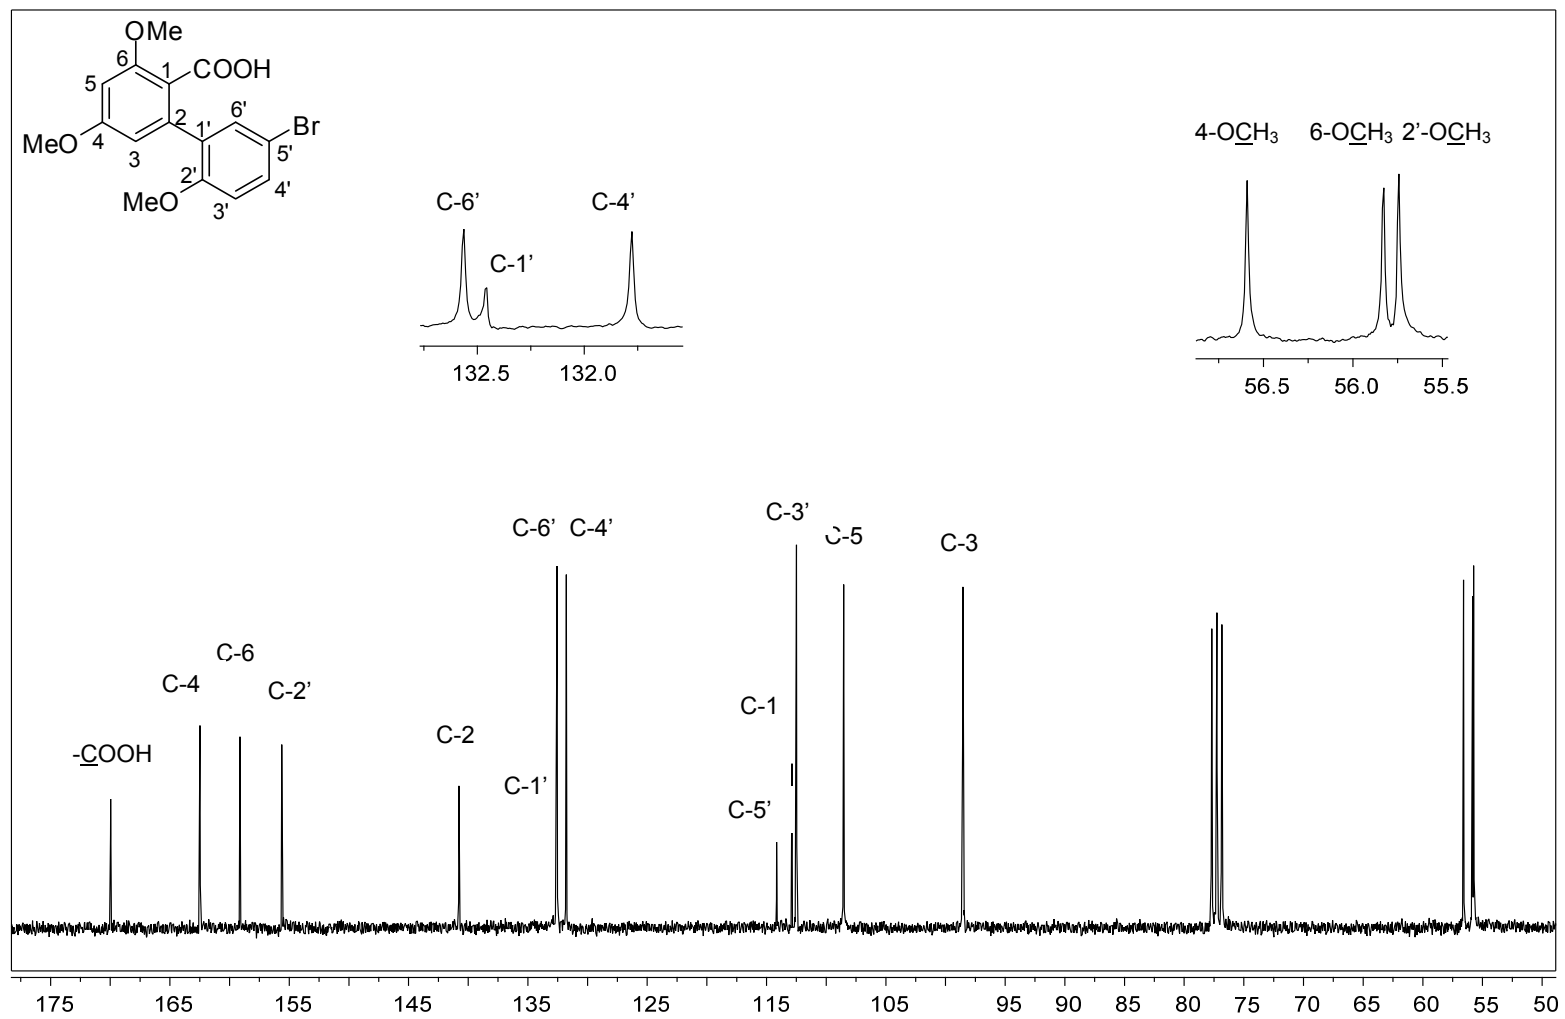 OMe
6
COOH
1
5
6'
Br
2
1'
MeO
4
5'
3
2'
4'
MeO
3'
C-6’
C-4’
C-1’
132.5 132.0
4-OCH3 6-OCH3 2’-OCH3
56.5 56.0 55.5
C-3’
C-6’ C-4’
C-5
C-3
C-6
C-4
C-2’
C-1
C-2
-COOH
C-1’
C-5’
175 165 155 145 135 125 115 105 95 90 85 80 75 70 65 60 55 50